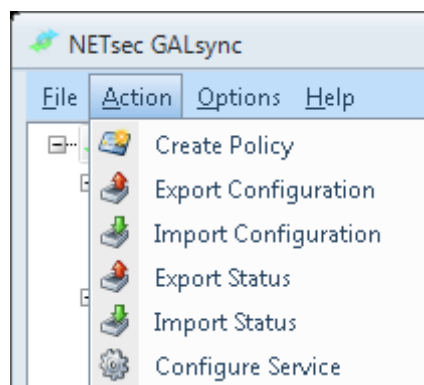 NETsec GALsync
File Action Options Help
Create Policy
Export Configuration
Import Configuration
Export Status
Import Status
Configure Service